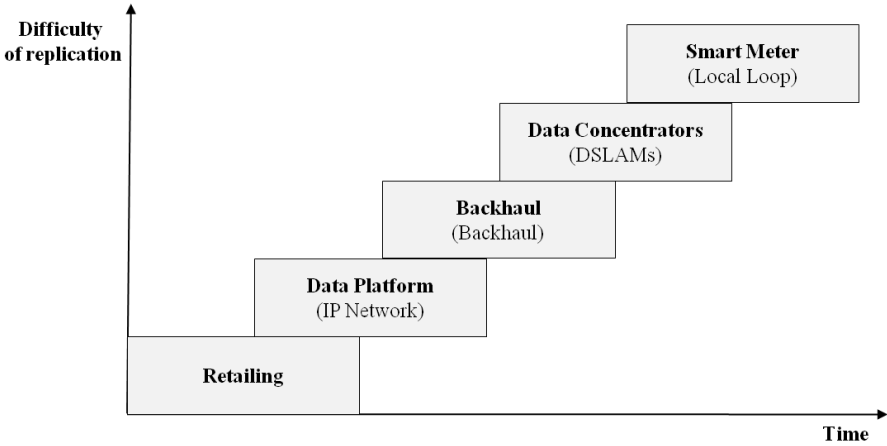 Difficulty
of replication
Smart Meter
(Local Loop)
Data Concentrators
(DSLAMs)
Backhaul
(Backhaul)
Data Platform
(IP Network)
Retailing
Time